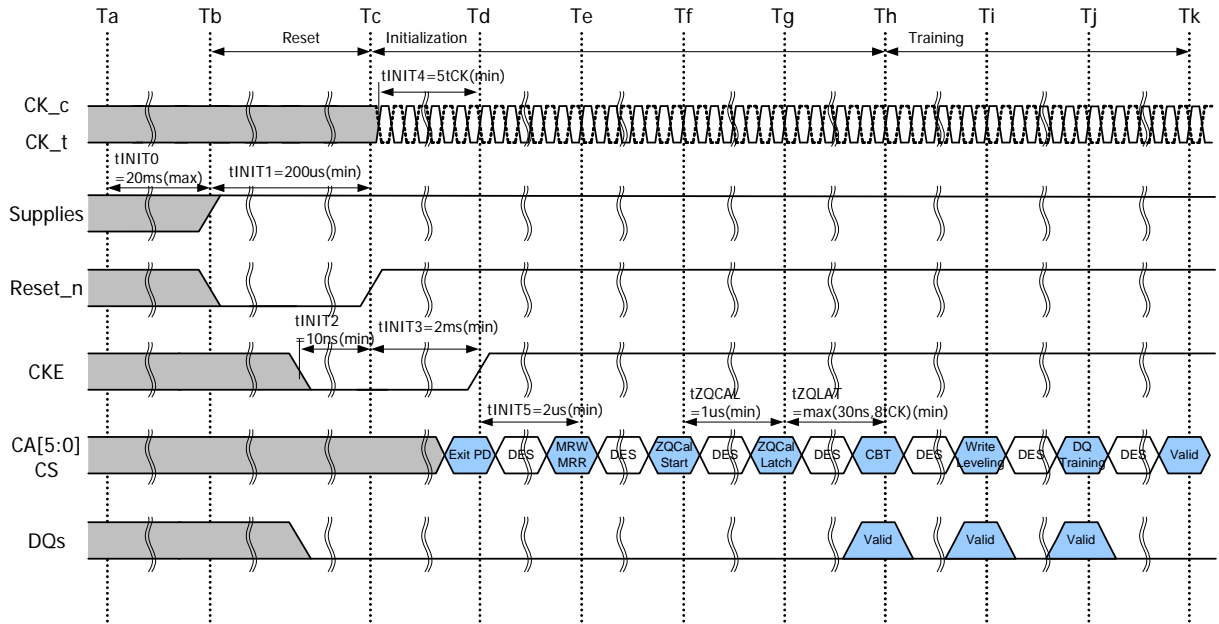 Ta Tb Tc Td Te Tf Tg Th Ti Tj Tk
Reset Initialization Training
tINIT4=5tCK(min)
CK_c
CK_t
tINIT0
=20ms(max)
tINIT1=200us(min)
Supplies
Reset_n
tINIT2
=10ns(min)
tINIT3=2ms(min)
CKE
tINIT5=2us(min)
tZQCAL
=1us(min)
tZQLAT
=max(30ns,8tCK)(min)
CA[5:0]
CS
Exit PD
DES
MRW
MRR
DES
ZQCal
Start
DES
ZQCal
Latch
DES
CBT
DES
Write
Leveling
DES
DQ
Training
DES
Valid
DQs
Valid Valid Valid